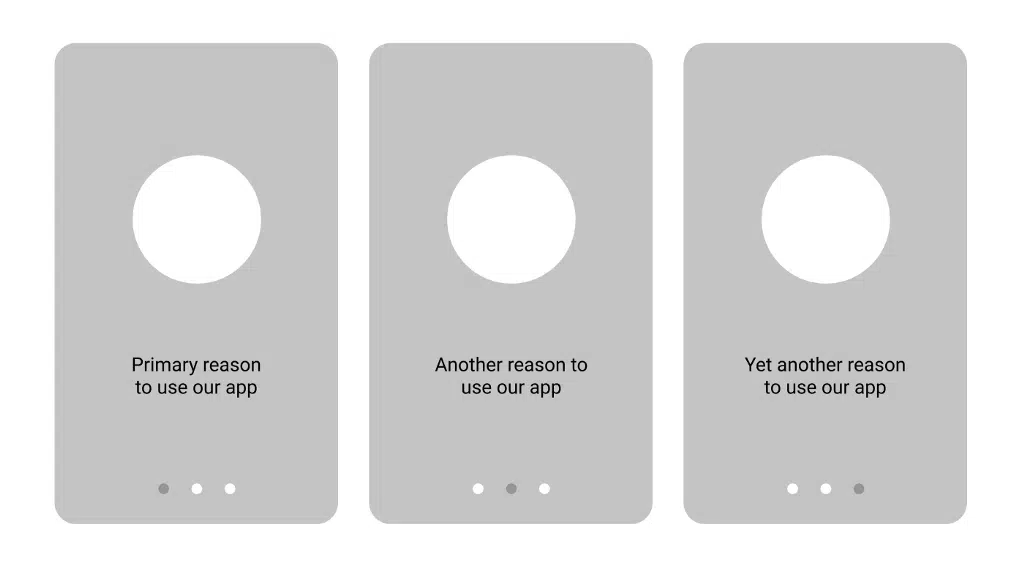 Primary reason
to use our app
Another reason to
use our app
Yet another reason
to use our app